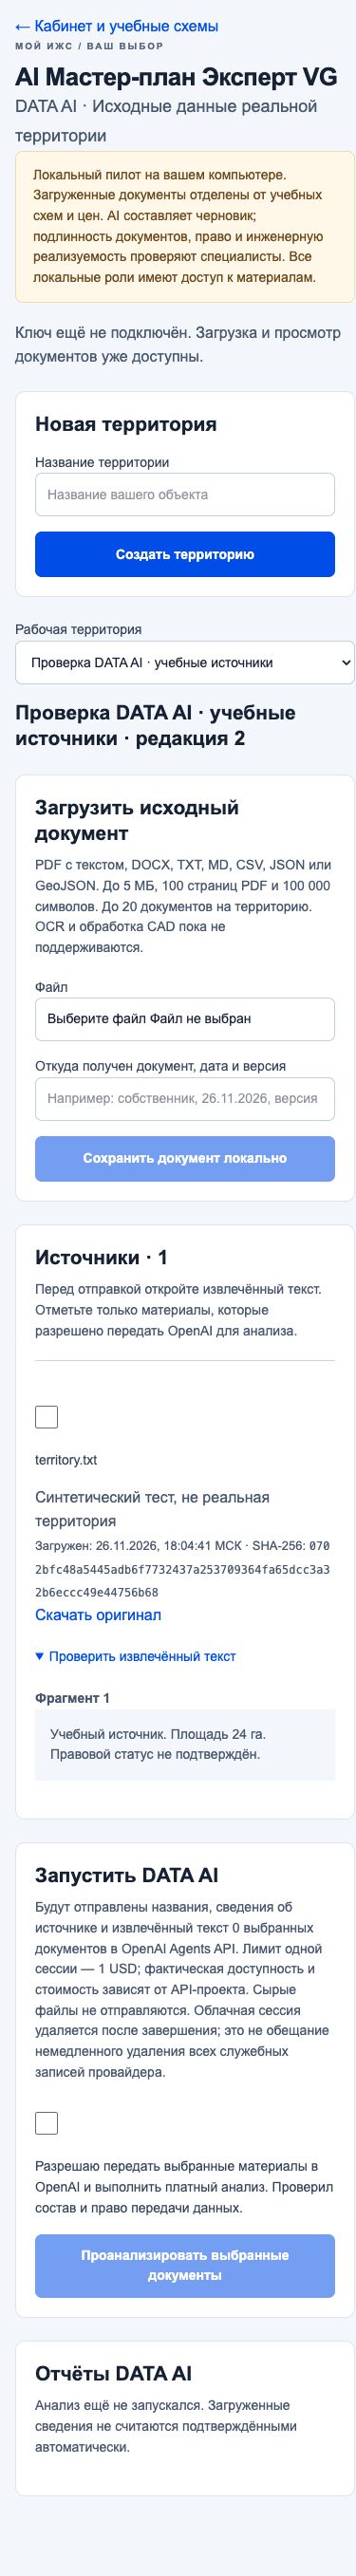 ← Кабинет и учебные схемы
МОЙ ИЖС / ВАШ ВЫБОР
AI Мастер-план Эксперт VG
DATA AI · Исходные данные реальной
территории
Локальный пилот на вашем компьютере.
Загруженные документы отделены от учебных
схем и цен. AI составляет черновик;
подлинность документов, право и инженерную
реализуемость проверяют специалисты. Все
локальные роли имеют доступ к материалам.
Ключ ещё не подключён. Загрузка и просмотр
документов уже доступны.
Новая территория
Название территории
Название вашего объекта
Создать территорию
Рабочая территория
Проверка DATA AI · учебные источники
Проверка DATA AI · учебные
источники · редакция 2
Загрузить исходный
документ
PDF с текстом, DOCX, TXT, MD, CSV, JSON или
GeoJSON. До 5 МБ, 100 страниц PDF и 100 000
символов. До 20 документов на территорию.
OCR и обработка CAD пока не
поддерживаются.
Файл
Выберите файл Файл не выбран
Откуда получен документ, дата и версия
Например: собственник, 26.11.2026, версия
Сохранить документ локально
Источники · 1
Перед отправкой откройте извлечённый текст.
Отметьте только материалы, которые
разрешено передать OpenAI для анализа.
territory.txt
Синтетический тест, не реальная
территория
Загружен: 26.11.2026, 18:04:41 МСК · SHA-256: 070
2bfc48a5445adb6f7732437a253709364fa65dcc3a3
2b6eccc49e44756b68
Скачать оригинал
▼ Проверить извлечённый текст
Фрагмент 1
Учебный источник. Площадь 24 га.
Правовой статус не подтверждён.
Запустить DATA AI
Будут отправлены названия, сведения об
источнике и извлечённый текст 0 выбранных
документов в OpenAI Agents API. Лимит одной
сессии — 1 USD; фактическая доступность и
стоимость зависят от API-проекта. Сырые
файлы не отправляются. Облачная сессия
удаляется после завершения; это не обещание
немедленного удаления всех служебных
записей провайдера.
Разрешаю передать выбранные материалы в
OpenAI и выполнить платный анализ. Проверил
состав и право передачи данных.
Проанализировать выбранные
документы
Отчёты DATA AI
Анализ ещё не запускался. Загруженные
сведения не считаются подтверждёнными
автоматически.